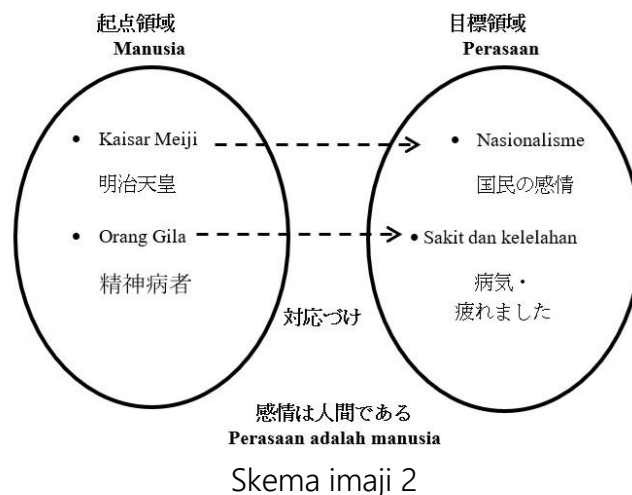 起点領域
Manusia
• Kaisar Meiji
明治天皇
• Orang Gila
精神病者
目標領域
Perasaan
• Nasionalisme
国民の感情
• Sakit dan kelelahan
病気・
疲れました
対応づけ
感情は人間である
Perasaan adalah manusia
Skema imaji 2